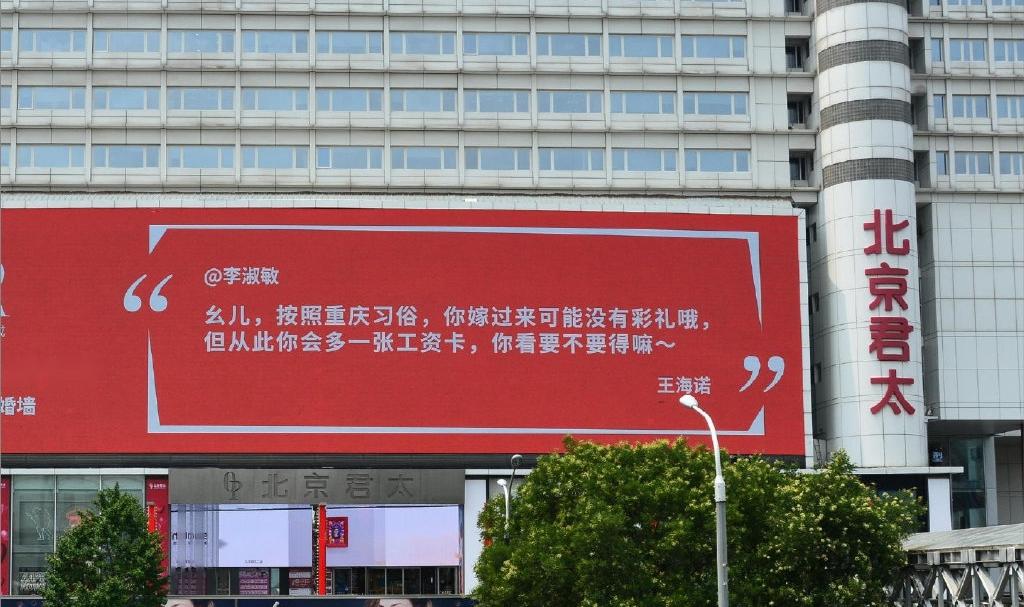 @李淑敏
幺儿，按照重庆习俗，你嫁过来可能没有彩礼哦，
但从此你会多一张工资卡，你看要不要得嘛～
王海诺
婚墙
北京君太
北京君太